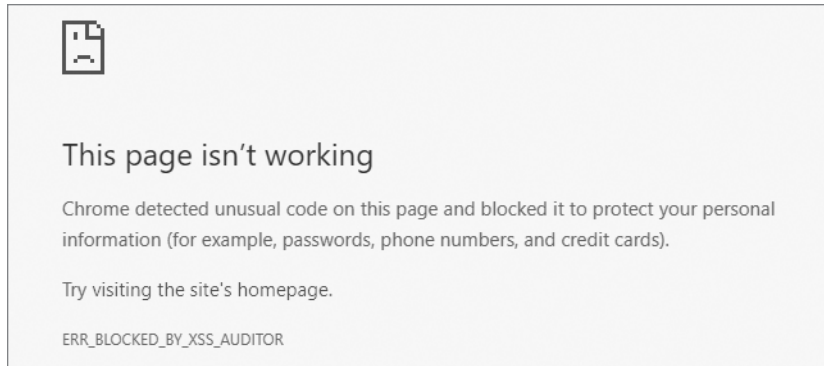 This page isn’t working
Chrome detected unusual code on this page and blocked it to protect your personal
information (for example, passwords, phone numbers, and credit cards).
Try visiting the site's homepage.
ERR_BLOCKED_BY_XSS_AUDITOR